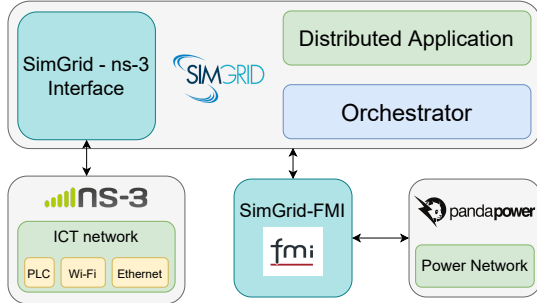 SimGrid - ns-3
Interface
SIMGRID
Distributed Application
Orchestrator
ns-3
ICT network
PLC
Wi-Fi
Ethernet
SimGrid-FMI
fmi
pandapower
Power Network